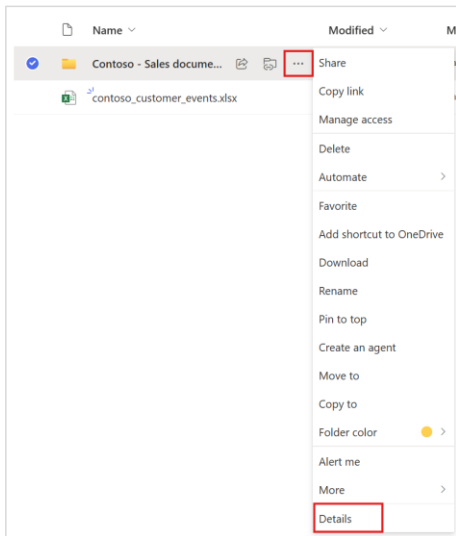 Name
Modified
M
Contoso - Sales docume...
Share
contoso_customer_events.xlsx
Copy link
Manage access
Delete
Automate
Favorite
Add shortcut to OneDrive
Download
Rename
Pin to top
Create an agent
Move to
Copy to
Folder color
Alert me
More
Details